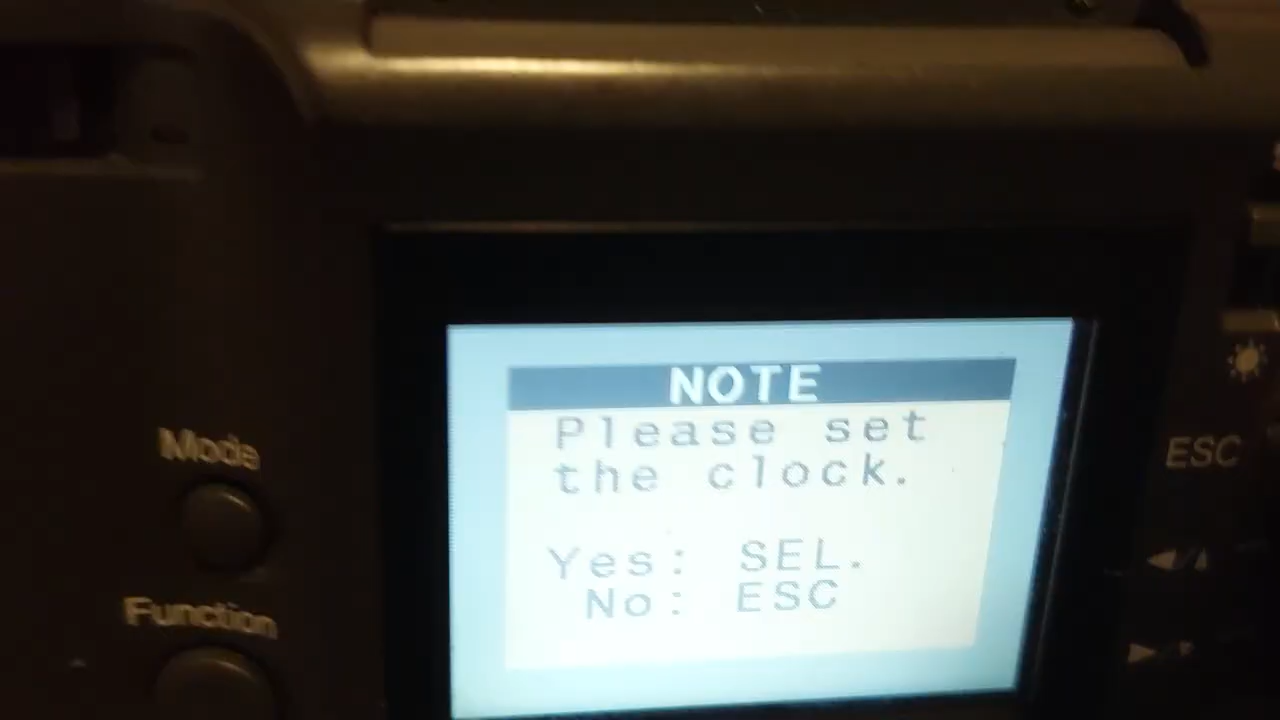 NOTE
Please set
the clock.
Yes: SEL.
No: ESC
Mode
Function
ESC